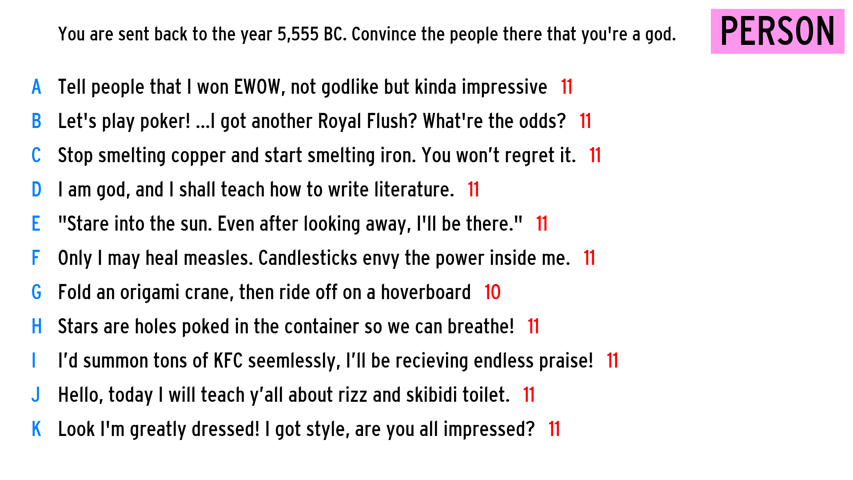 You are sent back to the year 5,555 BC. Convince the people there that you're a god.
PERSON
A Tell people that I won EWOW, not godlike but kinda impressive 11
B Let's play poker! ...I got another Royal Flush? What're the odds? 11
C Stop smelting copper and start smelting iron. You won’t regret it. 11
D I am god, and I shall teach how to write literature. 11
E "Stare into the sun. Even after looking away, I'll be there." 11
F Only I may heal measles. Candlesticks envy the power inside me. 11
G Fold an origami crane, then ride off on a hoverboard 10
H Stars are holes poked in the container so we can breathe! 11
I I’d summon tons of KFC seemlessly, I’ll be recieving endless praise! 11
J Hello, today I will teach y’all about rizz and skibidi toilet. 11
K Look I'm greatly dressed! I got style, are you all impressed? 11